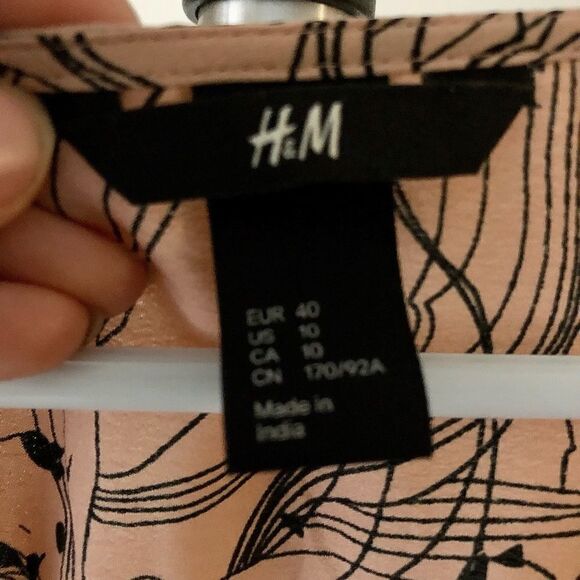 H&M
EUR 40
US 10
CA 10
CN 170/92A
Made in
India